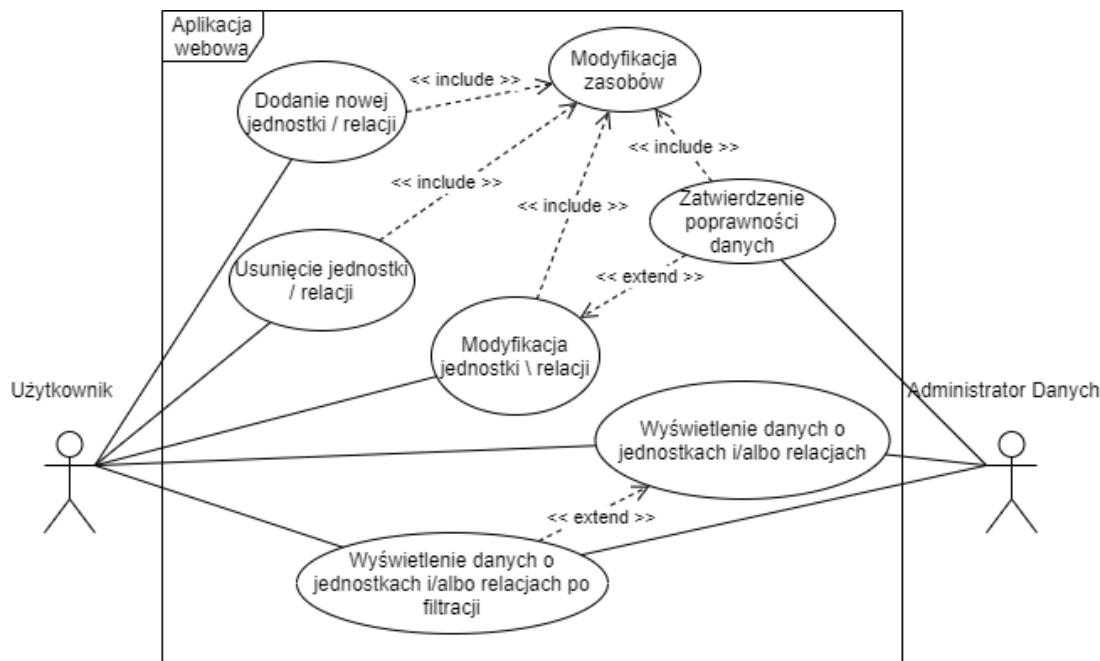 Aplikacja
webowa
Modyfikacja
zasobów
<< include >>
Dodanie nowej
jednostki / relacji
<< include >>
<< include >>
<< include >>
Zatwierdzenie
poprawności
danych
Usunięcie jednostki
/ relacji
<< extend >>
Modyfikacja
jednostki \ relacji
Użytkownik
Administrator Danych
Wyświetlenie danych o
jednostkach i/albo relacjach
<< extend >>
Wyświetlenie danych o
jednostkach i/albo relacjach po
filtracji